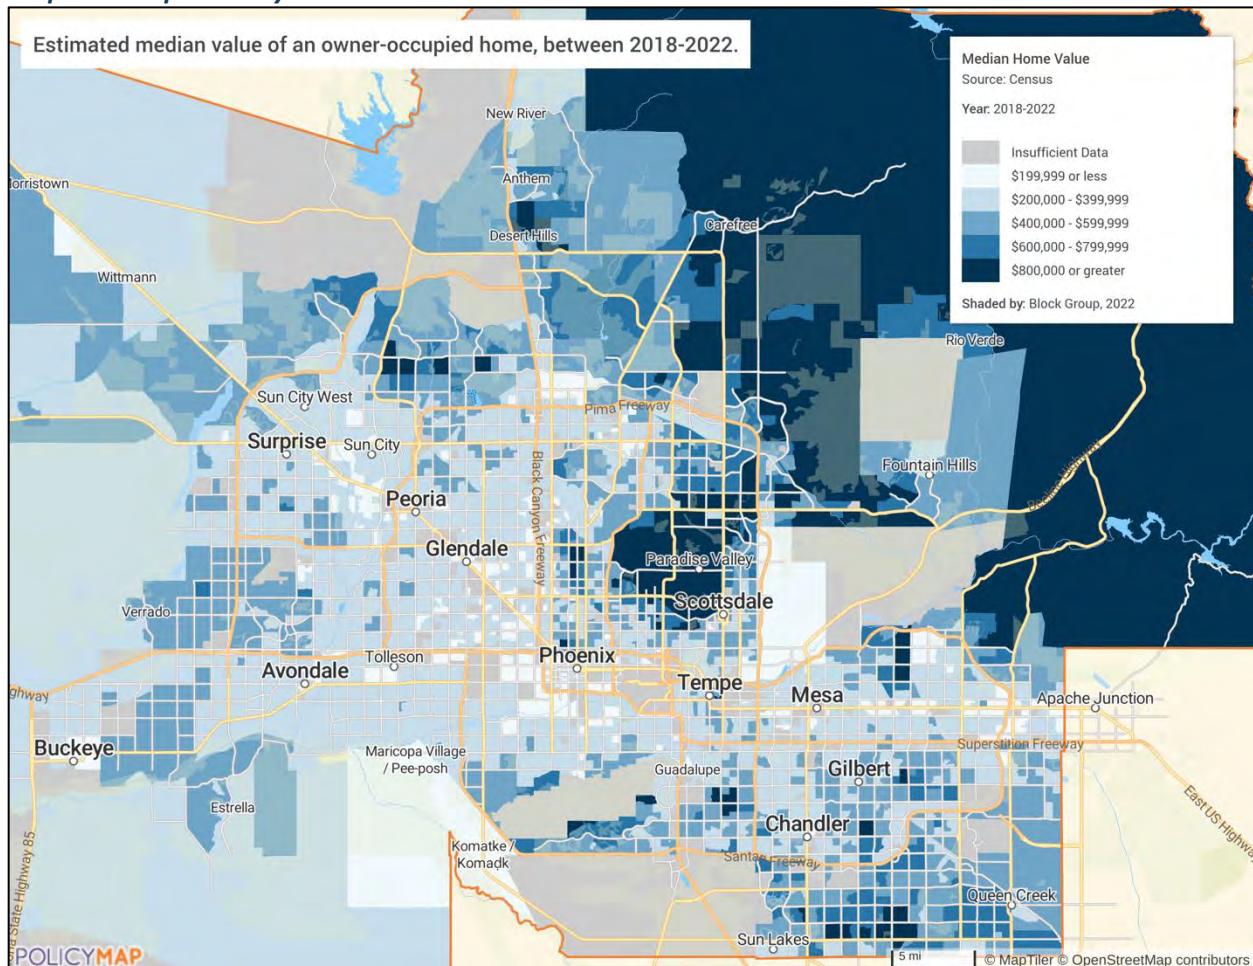 Estimated median value of an owner-occupied home, between 2018-2022.
Median Home Value
Source: Census
Year: 2018-2022
Insufficient Data
$199,999 or less
$200,000 - $399,999
$400,000 - $599,999
$600,000 - $799,999
$800,000 or greater
Shaded by: Block Group, 2022
New River
Anthem
Carefree
Desert Hills
Wittmann
Rio Verde
Sun City West
Pima Freeway
Surprise
Sun City
Black Canyon Freeway
Fountain Hills
Beeline Highway
Peoria
Glendale
Paradise Valley
Scottsdale
Verrado
Phoenix
Tolleson
Avondale
Tempe
Mesa
Apache Junction
Buckeye
Maricopa Village
/ Pee-posh
Superstition Freeway
Guadalupe
Gilbert
Estrella
Chandler
East US Highway
Komatke /
Komaḍk
Santan Freeway
State Highway 85
Queen Creek
Sun Lakes
POLICYMAP
5 mi
© MapTiler © OpenStreetMap contributors